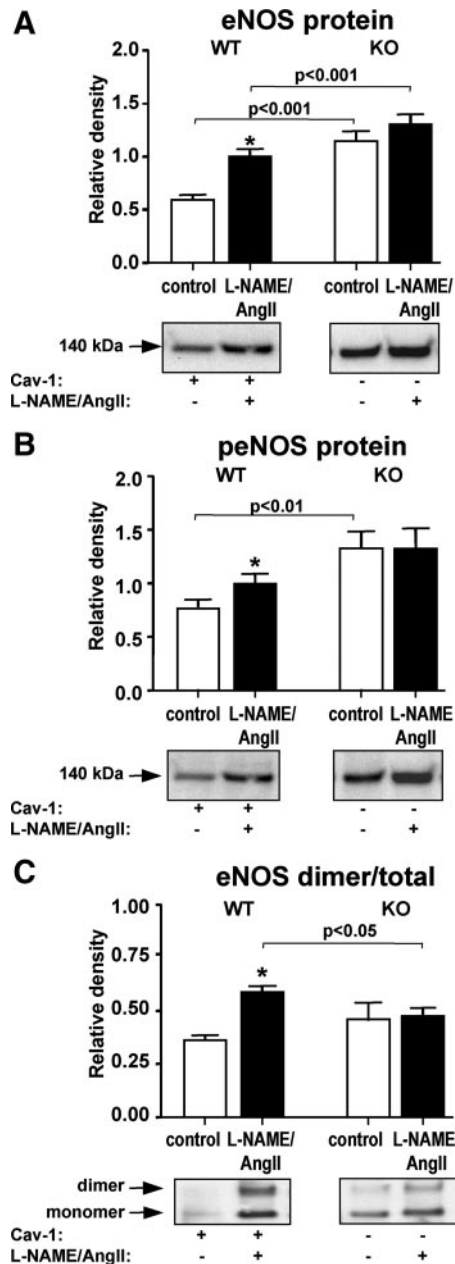 A eNOS protein
WT KO
Relative density
2.0
1.5
1.0
0.5
0.0
p<0.001
p<0.001
*
control L-NAME/ control L-NAME/
AngII AngII
140 kDa
Cav-1: + + - -
L-NAME/AngII: - + - +
B peNOS protein
WT KO
Relative density
2.0
1.5
1.0
0.5
0.0
p<0.01
*
control L-NAME/ control L-NAME
AngII AngII
140 kDa
Cav-1: + + - -
L-NAME/AngII: - + - +
C eNOS dimer/total
WT KO
Relative density
1.00
0.75
0.50
0.25
0.00
p<0.05
*
control L-NAME/ control L-NAME
AngII AngII
dimer
monomer
Cav-1: + + - -
L-NAME/AngII: - + - +